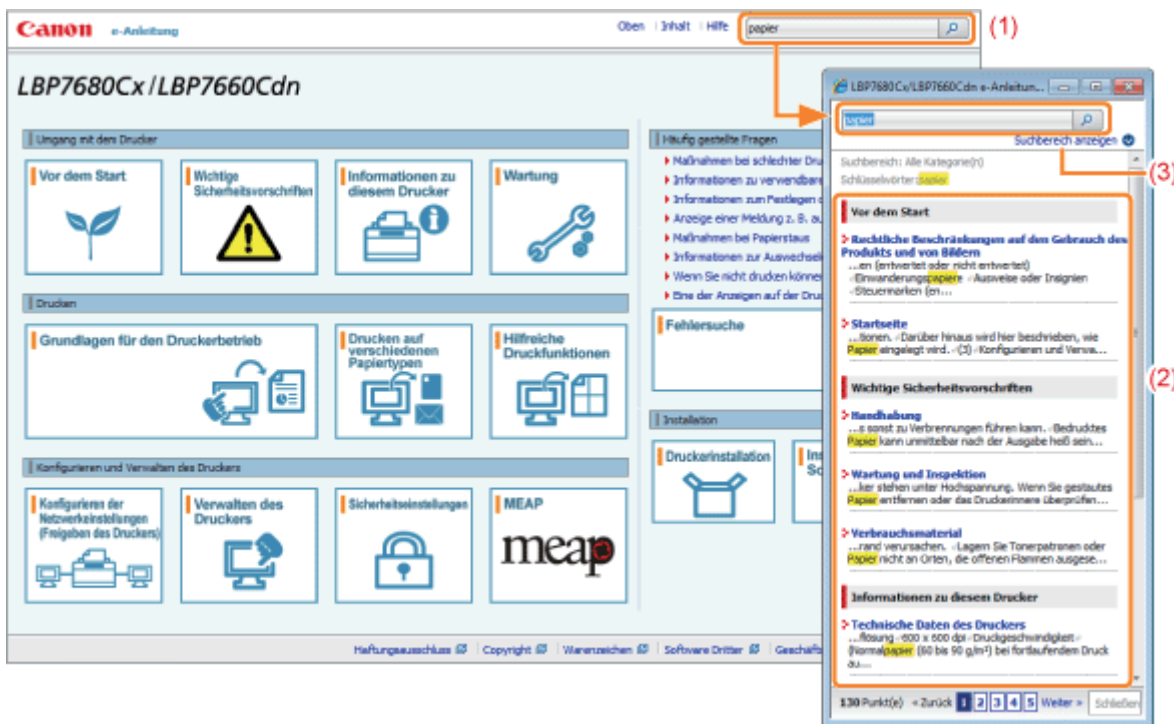 Canon e-Anleitung
Oben Inhalt Hilfe papier (1)
LBP7680Cx/LBP7660Cdn
Umgang mit dem Drucker
Vor dem Start
Wichtige
Sicherheitsvorschriften
Informationen zu
diesem Drucker
Wartung
Drucken
Grundlagen für den Druckerbetrieb
Drucken auf
verschiedenen
Papiertypen
Hilfreiche
Druckfunktionen
Konfigurieren und Verwalten des Druckers
Konfigurieren der
Netzwerkeinstellungen
(Freigeben des Druckers)
Verwalten des
Druckers
Sicherheitseinstellungen
MEAP
meap
Häufig gestellte Fragen
Maßnahmen bei schlechter Dru
Informationen zu verwendbare
Informationen zum Festlegen
Anzeige einer Meldung z. B. au
Maßnahmen bei Papierstaus
Informationen zur Auswechsel
Wenn Sie nicht drucken können
Eine der Anzeigen auf der Druc
Fehlersuche
Installation
Druckerinstallation
Ins
Sc
Haftungsausschluss Copyright Warenzeichen Software Dritter Geschäfts
LBP7680Cx/LBP7660Cdn e-Anleitun...
papier
Suchbereich anzeigen
(3)
Suchbereich: Alle Kategorie(n)
Schlüsselwörter:papier
Vor dem Start
Rechtliche Beschränkungen auf den Gebrauch des
Produkts und von Bildern
...en (entwertet oder nicht entwertet)
Einwanderungspapiere Ausweise oder Insignien
Steuermarken (en...
Startseite
...tionen. Darüber hinaus wird hier beschrieben, wie
Papier eingelegt wird. (3) Konfigurieren und Verwa...
(2)
Wichtige Sicherheitsvorschriften
Handhabung
...s sonst zu Verbrennungen führen kann. Bedrucktes
Papier kann unmittelbar nach der Ausgabe heiß sein...
Wartung und Inspektion
...ker stehen unter Hochspannung. Wenn Sie gestautes
Papier entfernen oder das Druckerinnere überprüfen...
Verbrauchsmaterial
...rand verursachen. Lagern Sie Tonerpatronen oder
Papier nicht an Orten, die offenen Flammen ausgese...
Informationen zu diesem Drucker
Technische Daten des Druckers
...flösung 600 x 600 dpi Druckgeschwindigkeit
(Normalpapier (60 bis 90 g/m²) bei fortlaufendem Druck
au...
130 Punkt(e) « Zurück 1 2 3 4 5 Weiter » Schließen